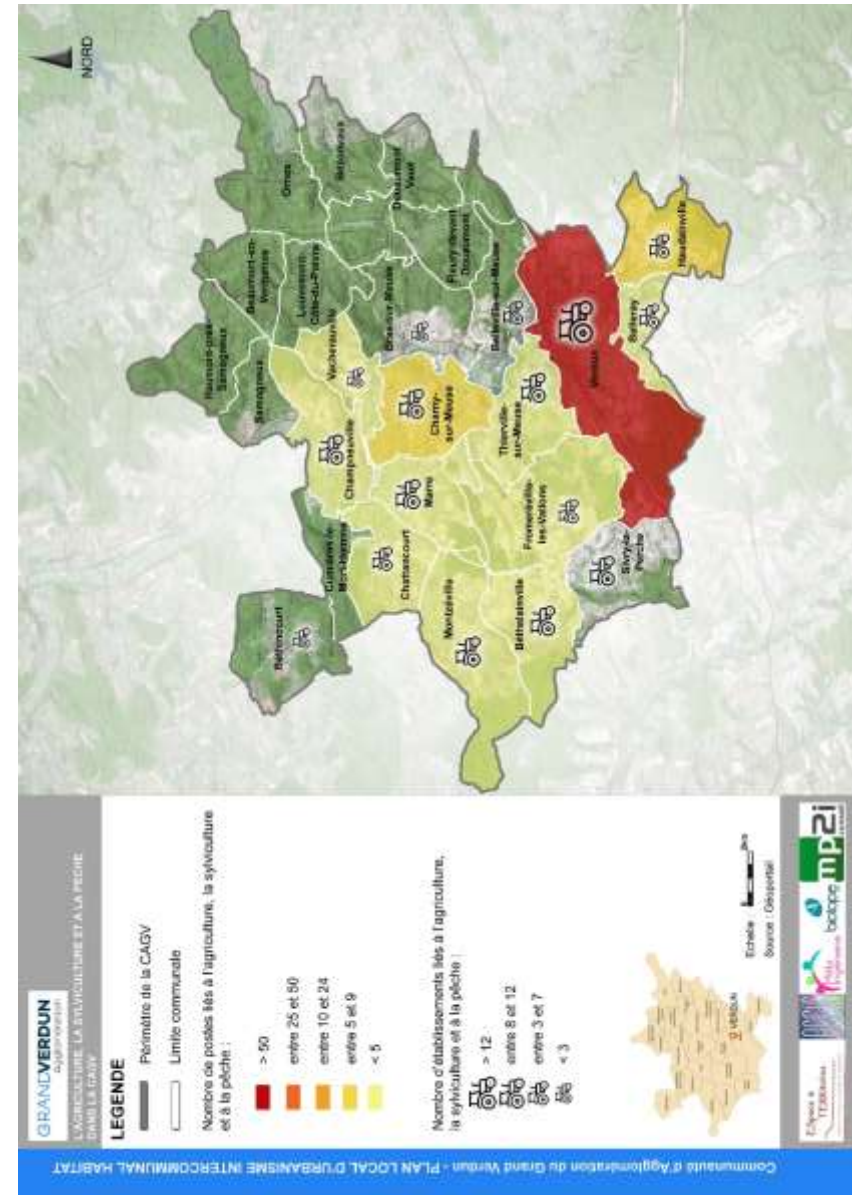 Communauté d'Agglomération du Grand Verdun - PLAN LOCAL D'URBANISME INTERCOMMUNAL HABITAT
GRANDVERDUN
Agglomération
L'AGRICULTURE, LA SYLVICULTURE ET A LA PECHE
DANS LA CAGV
LEGENDE
Périmètre de la CAGV
Limite communale
Nombre de postes liés à l'agriculture, la sylviculture
et à la pêche :
> 50
entre 25 et 50
entre 10 et 24
entre 5 et 9
< 5
Nombre d'établissements liés à l'agriculture,
la sylviculture et à la pêche :
> 12
entre 8 et 12
entre 3 et 7
< 3
VERDUN
Echelle :
Source : Géoportail
biotope
mp2i
NORD
Haumont-près-
Samogneux
Samogneux
Beaumont-en-
Verdunois
Ornes
Louvemont-
Côte-du-Poivre
Bezonvaux
Douaumont
Vaux
Fleury-devant-
Douaumont
Bras-sur-Meuse
Belleville-sur-Meuse
Vacherauville
Champneuville
Charny-
sur-Meuse
Marre
Cumières-le-
Mort-Homme
Chattancourt
Béthincourt
Montzéville
Béthelainville
Fromeréville-
les-Vallons
Thierville-
sur-Meuse
Sivry-la-
Perche
Verdun
Belleray
Haudainville